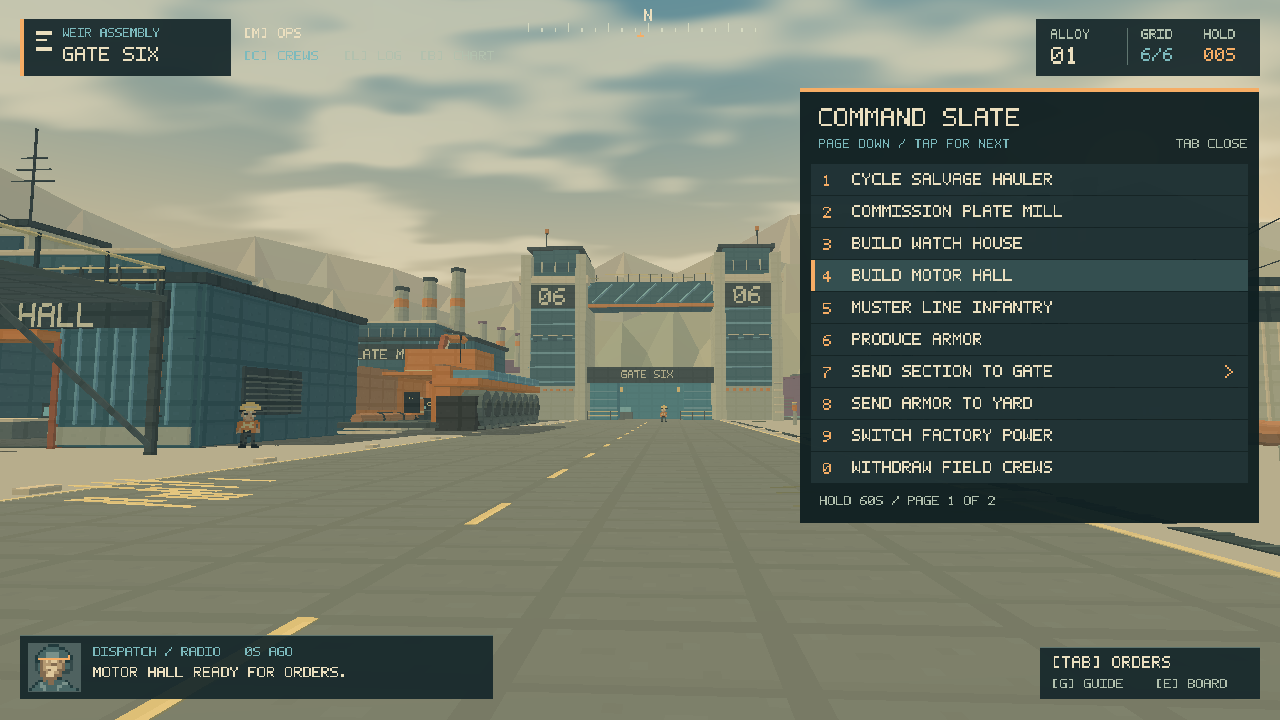 WEIR ASSEMBLY
GATE SIX
[M] OPS
[C] CREWS
N
ALLOY
01
GRID
6/6
HOLD
00S
COMMAND SLATE
PAGE DOWN / TAP FOR NEXT
TAB CLOSE
1 CYCLE SALVAGE HAULER
2 COMMISSION PLATE MILL
3 BUILD WATCH HOUSE
4 BUILD MOTOR HALL
5 MUSTER LINE INFANTRY
6 PRODUCE ARMOR
7 SEND SECTION TO GATE >
8 SEND ARMOR TO YARD
9 SWITCH FACTORY POWER
0 WITHDRAW FIELD CREWS
HOLD 60S / PAGE 1 OF 2
HALL
LATE M
06
06
GATE SIX
DISPATCH / RADIO 0S AGO
MOTOR HALL READY FOR ORDERS.
[TAB] ORDERS
[G] GUIDE [E] BOARD